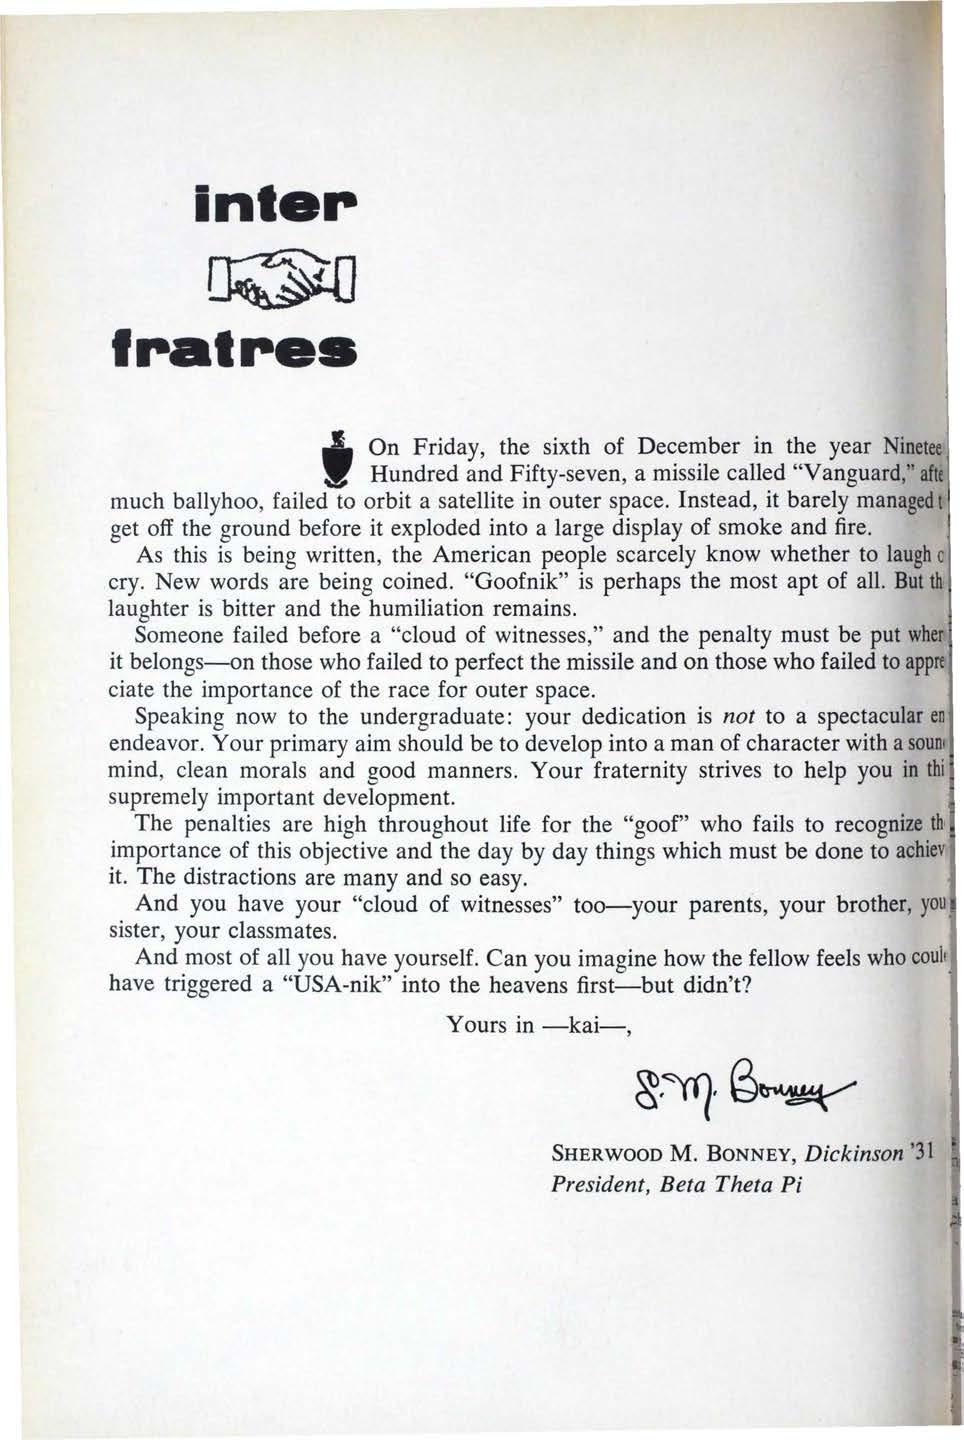 inter
fratres
On Friday, the sixth of December in the year Ninetee
Hundred and Fifty-seven, a missile called “Vanguard,” afte
much ballyhoo, failed to orbit a satellite in outer space. Instead, it barely managed t
get off the ground before it exploded into a large display of smoke and fire.
As this is being written, the American people scarcely know whether to laugh
cry. New words are being coined. “Goofnik” is perhaps the most apt of all. But th
laughter is bitter and the humiliation remains.
Someone failed before a “cloud of witnesses,” and the penalty must be put wher
it belongs—on those who failed to perfect the missile and on those who failed to appre
ciate the importance of the race for outer space.
Speaking now to the undergraduate: your dedication is not to a spectacular en
endeavor. Your primary aim should be to develop into a man of character with a soun
mind, clean morals and good manners. Your fraternity strives to help you in thi
supremely important development.
The penalties are high throughout life for the “goof” who fails to recognize th
importance of this objective and the day by day things which must be done to achiev
it. The distractions are many and so easy.
And you have your “cloud of witnesses” too—your parents, your brother, you
sister, your classmates.
And most of all you have yourself. Can you imagine how the fellow feels who coul
have triggered a “USA-nik” into the heavens first—but didn’t?
Yours in —kai—,
S. M. Bonney
SHERWOOD M. BONNEY, Dickinson ’31
President, Beta Theta Pi